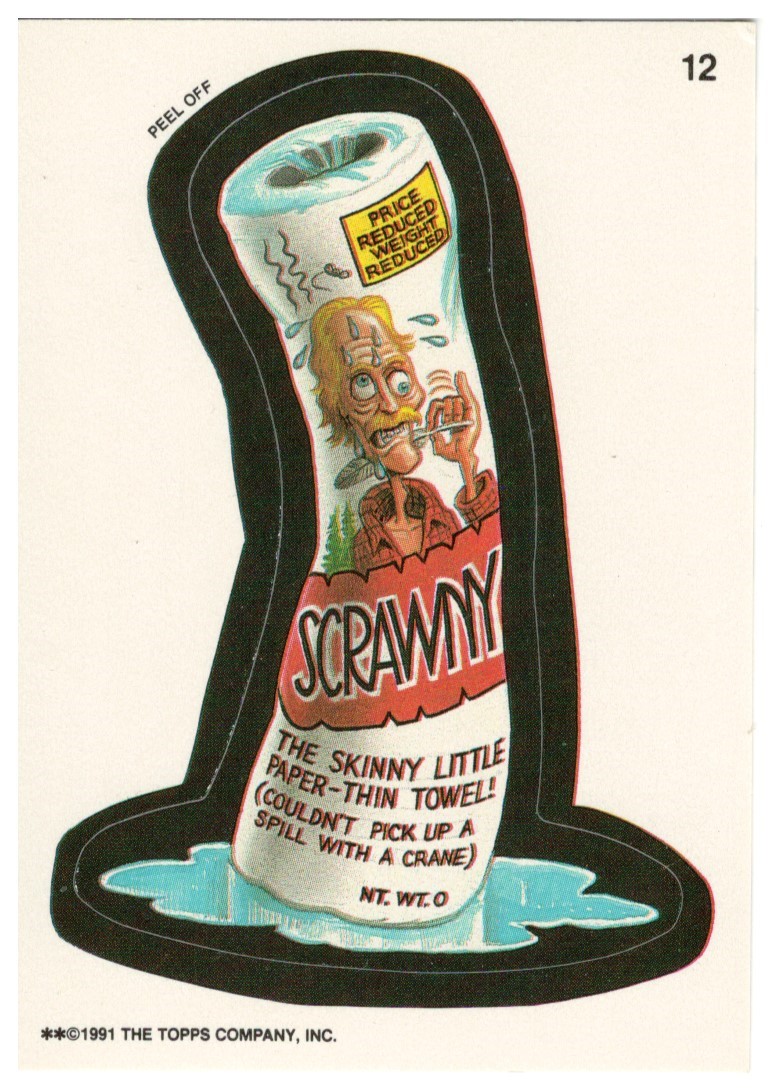 PEEL OFF
12
PRICE
REDUCED
WEIGHT
REDUCED
SCRAWNY
THE SKINNY LITTLE
PAPER-THIN TOWEL!
(COULDN'T PICK UP A
SPILL WITH A CRANE)
NT. WT. 0
**©1991 THE TOPPS COMPANY, INC.